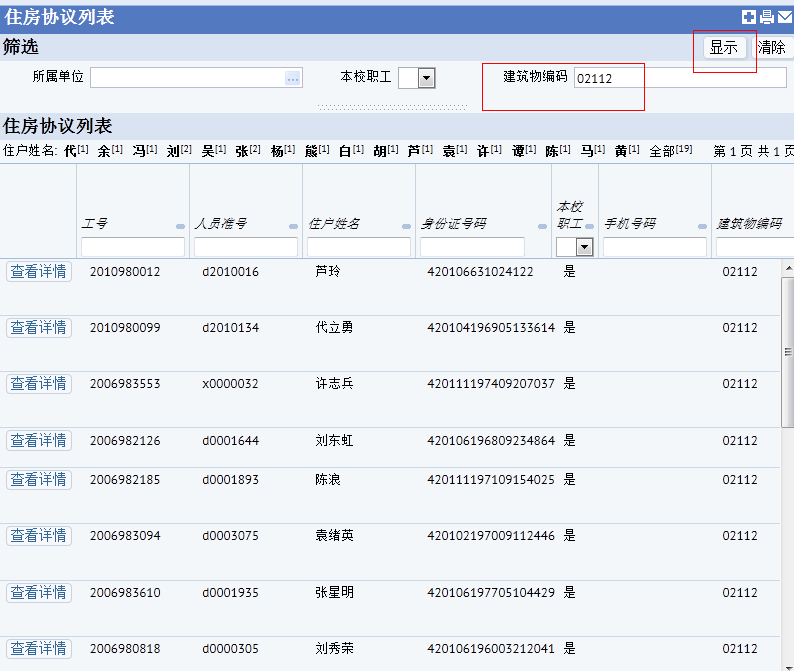 住房协议列表
筛选 显示 清除
所属单位 ... 本校职工 建筑物编码 02112
住房协议列表
住户姓名: 代[1] 余[1] 冯[1] 刘[2] 吴[1] 张[2] 杨[1] 熊[1] 白[1] 胡[1] 芦[1] 袁[1] 许[1] 谭[1] 陈[1] 马[1] 黄[1] 全部[19] 第 1 页 共 1 页
工号 人员准号 住户姓名 身份证号码 本校职工 手机号码 建筑物编码
查看详情 2010980012 d2010016 芦玲 420106631024122 是 02112
查看详情 2010980099 d2010134 代立勇 420104196905133614 是 02112
查看详情 2006983553 x0000032 许志兵 420111197409207037 是 02112
查看详情 2006982126 d0001644 刘东虹 420106196809234864 是 02112
查看详情 2006982185 d0001893 陈浪 420111197109154025 是 02112
查看详情 2006983094 d0003075 袁绪英 420102197009112446 是 02112
查看详情 2006983610 d0001935 张星明 420106197705104429 是 02112
查看详情 2006980818 d0000305 刘秀荣 420106196003212041 是 02112